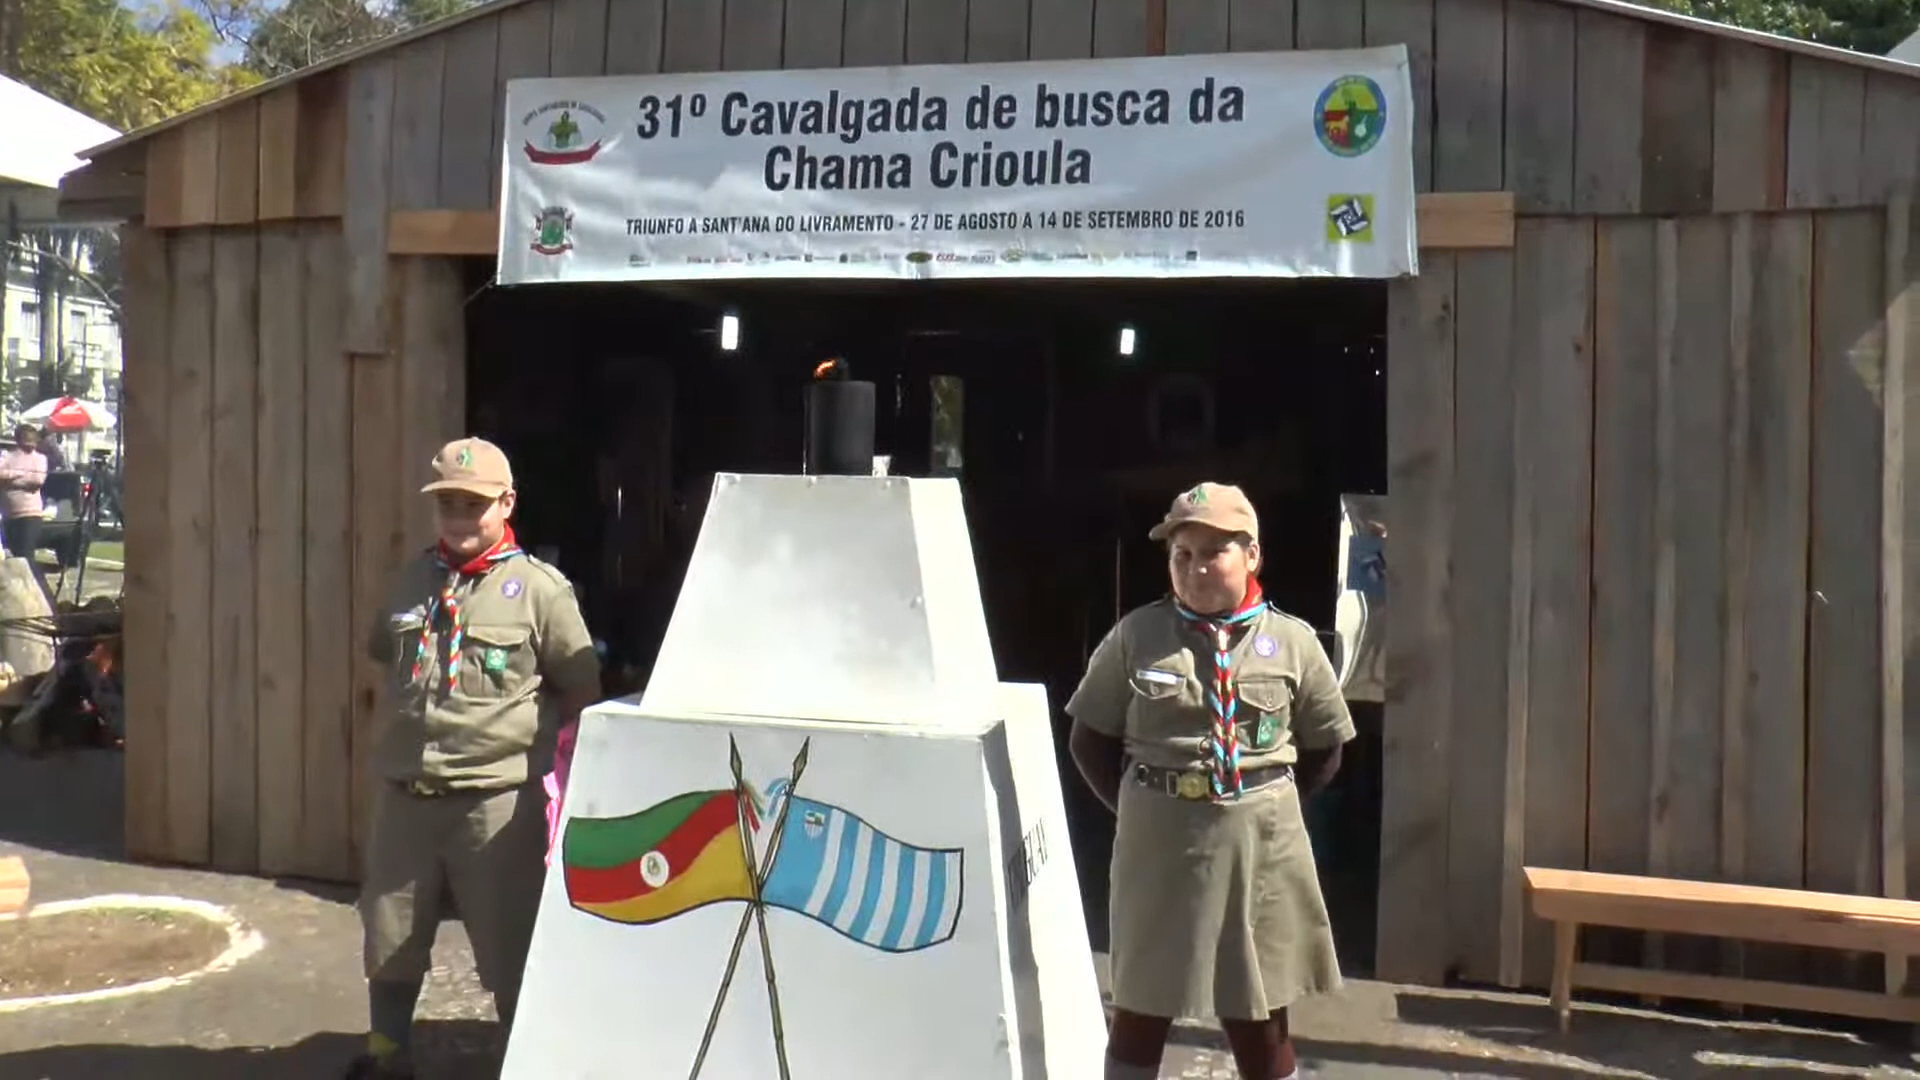 31º Cavalgada de busca da
Chama Crioula
TRIUNFO A SANT'ANA DO LIVRAMENTO - 27 DE AGOSTO A 14 DE SETEMBRO DE 2016